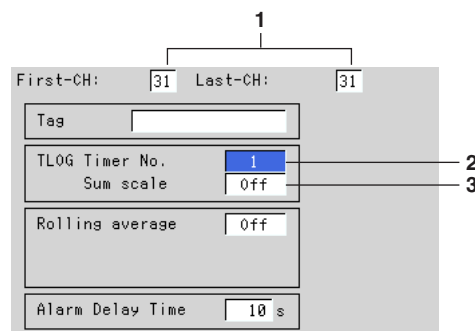 1
First-CH: 31 Last-CH: 31
Tag
TLOG Timer No. 1 2
Sum scale Off 3
Rolling average Off
Alarm Delay Time 10 s